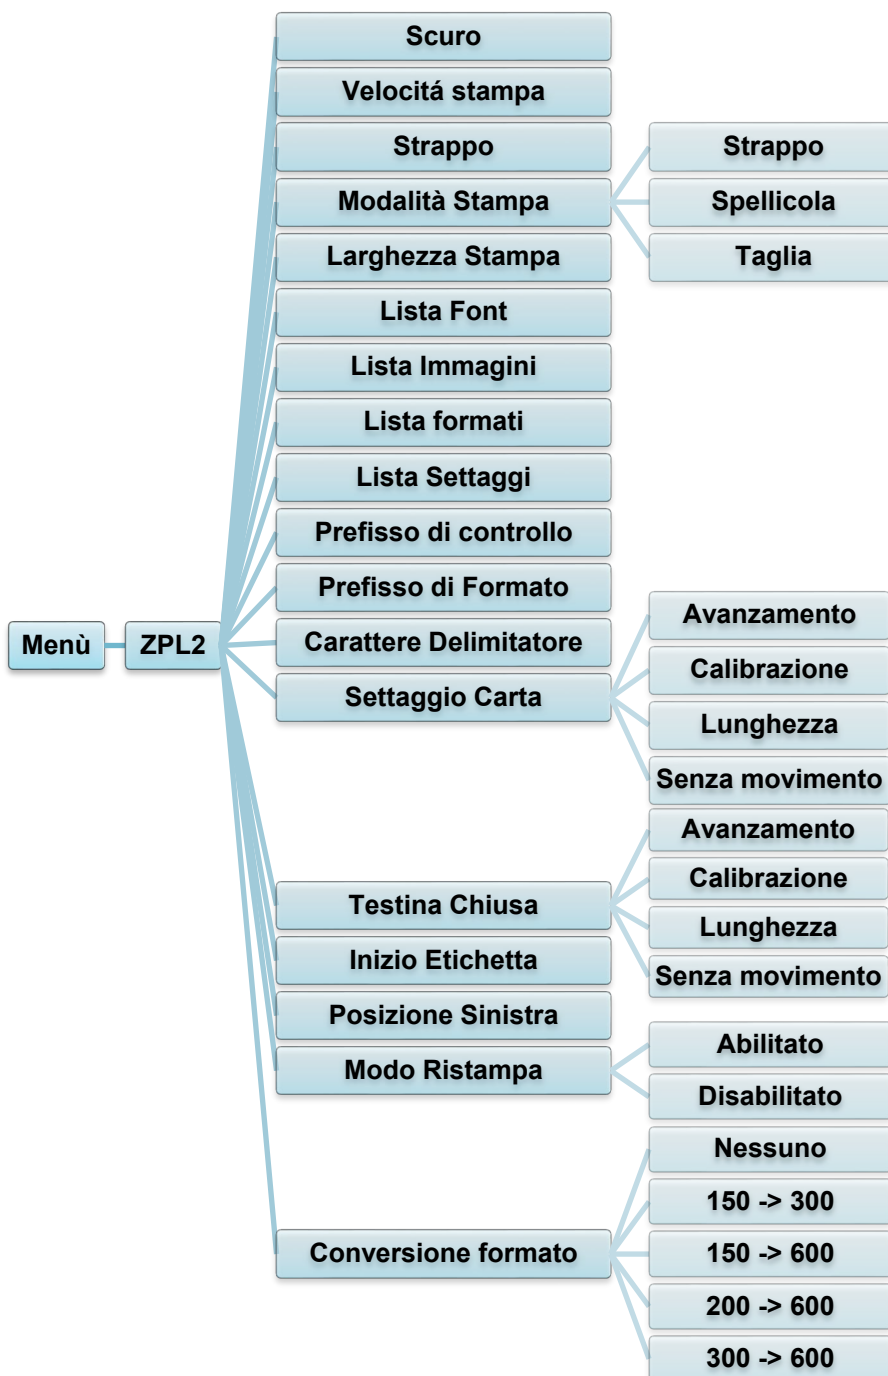 Menù
ZPL2
Scuro
Velocitá stampa
Strappo
Modalità Stampa
Strappo
Spellicola
Taglia
Larghezza Stampa
Lista Font
Lista Immagini
Lista formati
Lista Settaggi
Prefisso di controllo
Prefisso di Formato
Carattere Delimitatore
Settaggio Carta
Avanzamento
Calibrazione
Lunghezza
Senza movimento
Testina Chiusa
Avanzamento
Calibrazione
Lunghezza
Senza movimento
Inizio Etichetta
Posizione Sinistra
Modo Ristampa
Abilitato
Disabilitato
Conversione formato
Nessuno
150 -> 300
150 -> 600
200 -> 600
300 -> 600